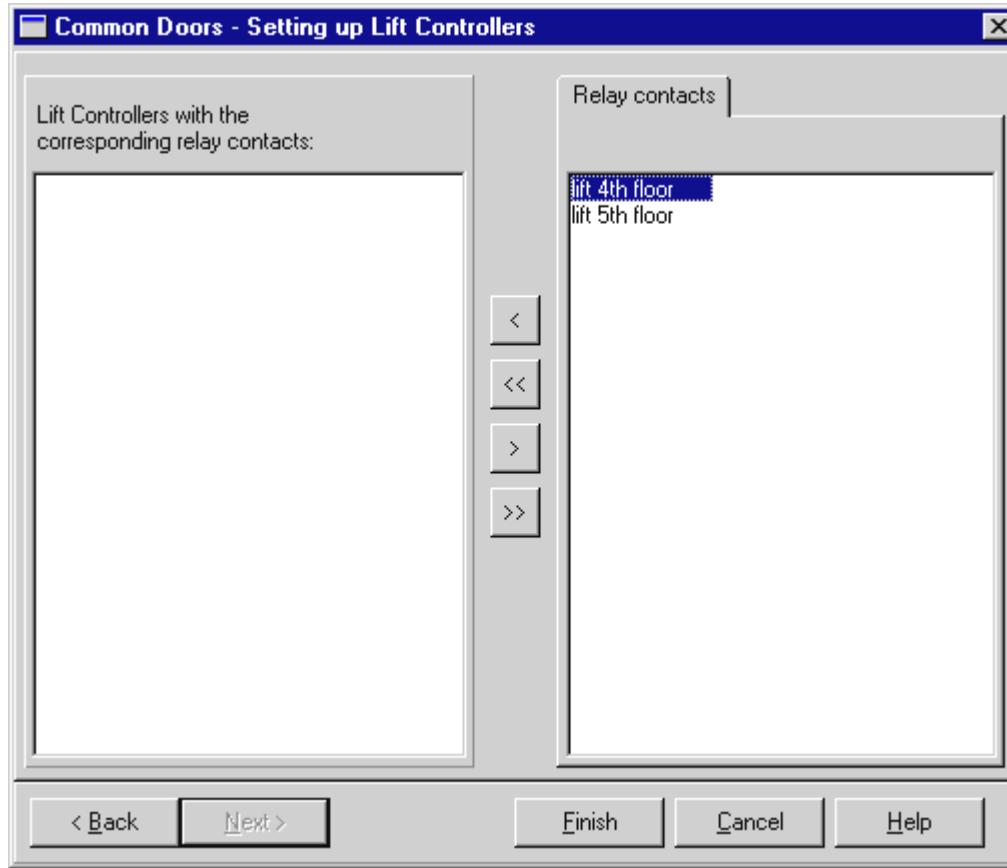 Common Doors - Setting up Lift Controllers
Lift Controllers with the
corresponding relay contacts:
Relay contacts
lift 4th floor
lift 5th floor
<
<<
>
>>
< Back
Next >
Finish
Cancel
Help